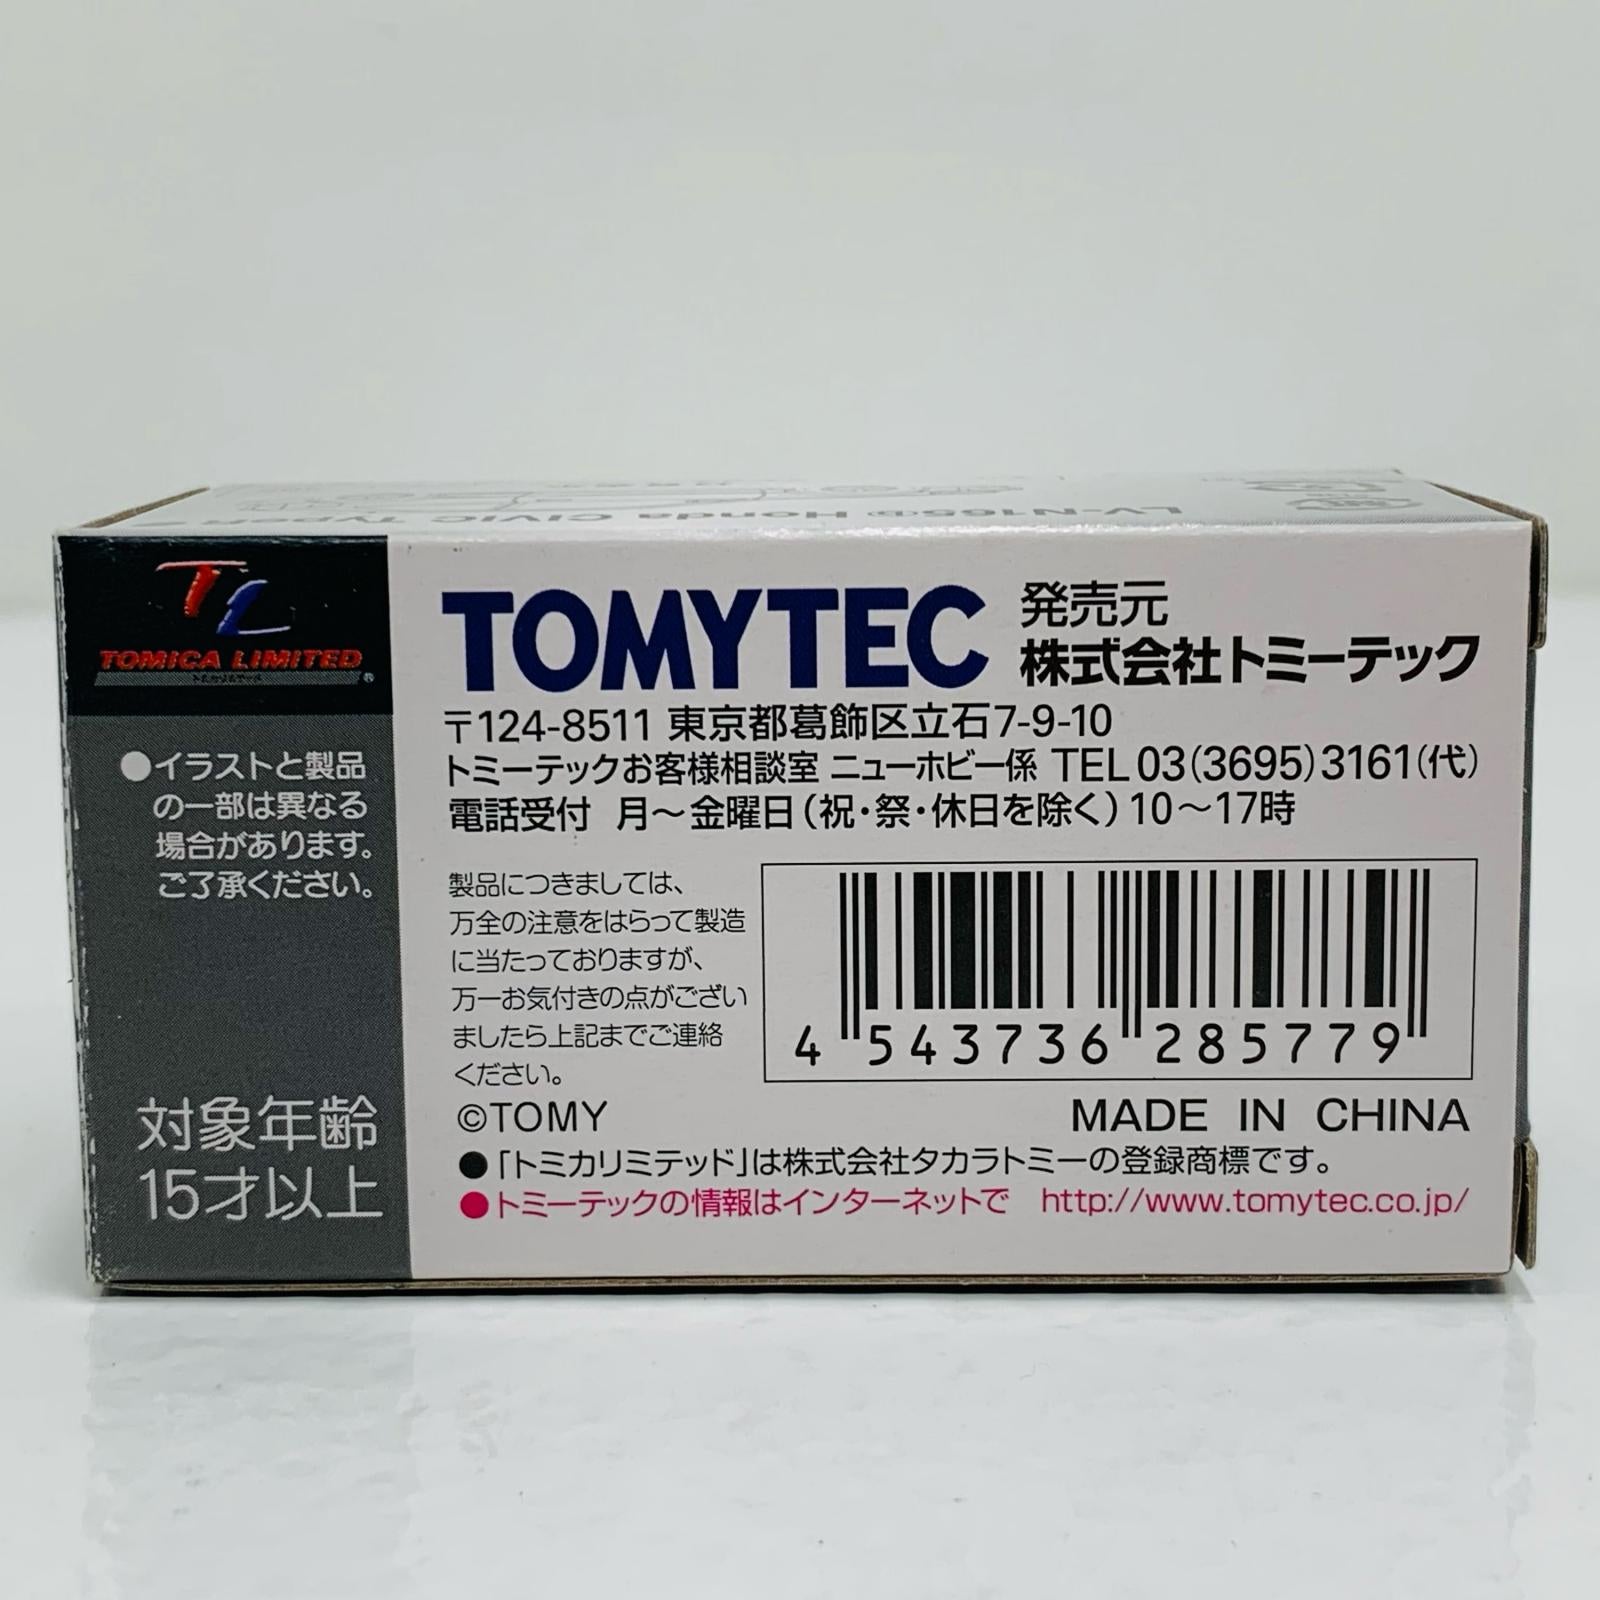 LV-N165ⓑ Honda CIVIC TypeR
TL
TOMICA LIMITED
●イラストと製品
の一部は異なる
場合があります。
ご了承ください。
対象年齢
15才以上
TOMYTEC 発売元
株式会社トミーテック
〒124-8511 東京都葛飾区立石7-9-10
トミーテックお客様相談室 ニューホビー係 TEL 03(3695)3161(代)
電話受付 月～金曜日(祝・祭・休日を除く)10～17時
製品につきましては、
万全の注意をはらって製造
に当たっておりますが、
万一お気付きの点がござい
ましたら上記までご連絡
ください。
4 543736 285779
©TOMY
MADE IN CHINA
●「トミカリミテッド」は株式会社タカラトミーの登録商標です。
●トミーテックの情報はインターネットで http://www.tomytec.co.jp/